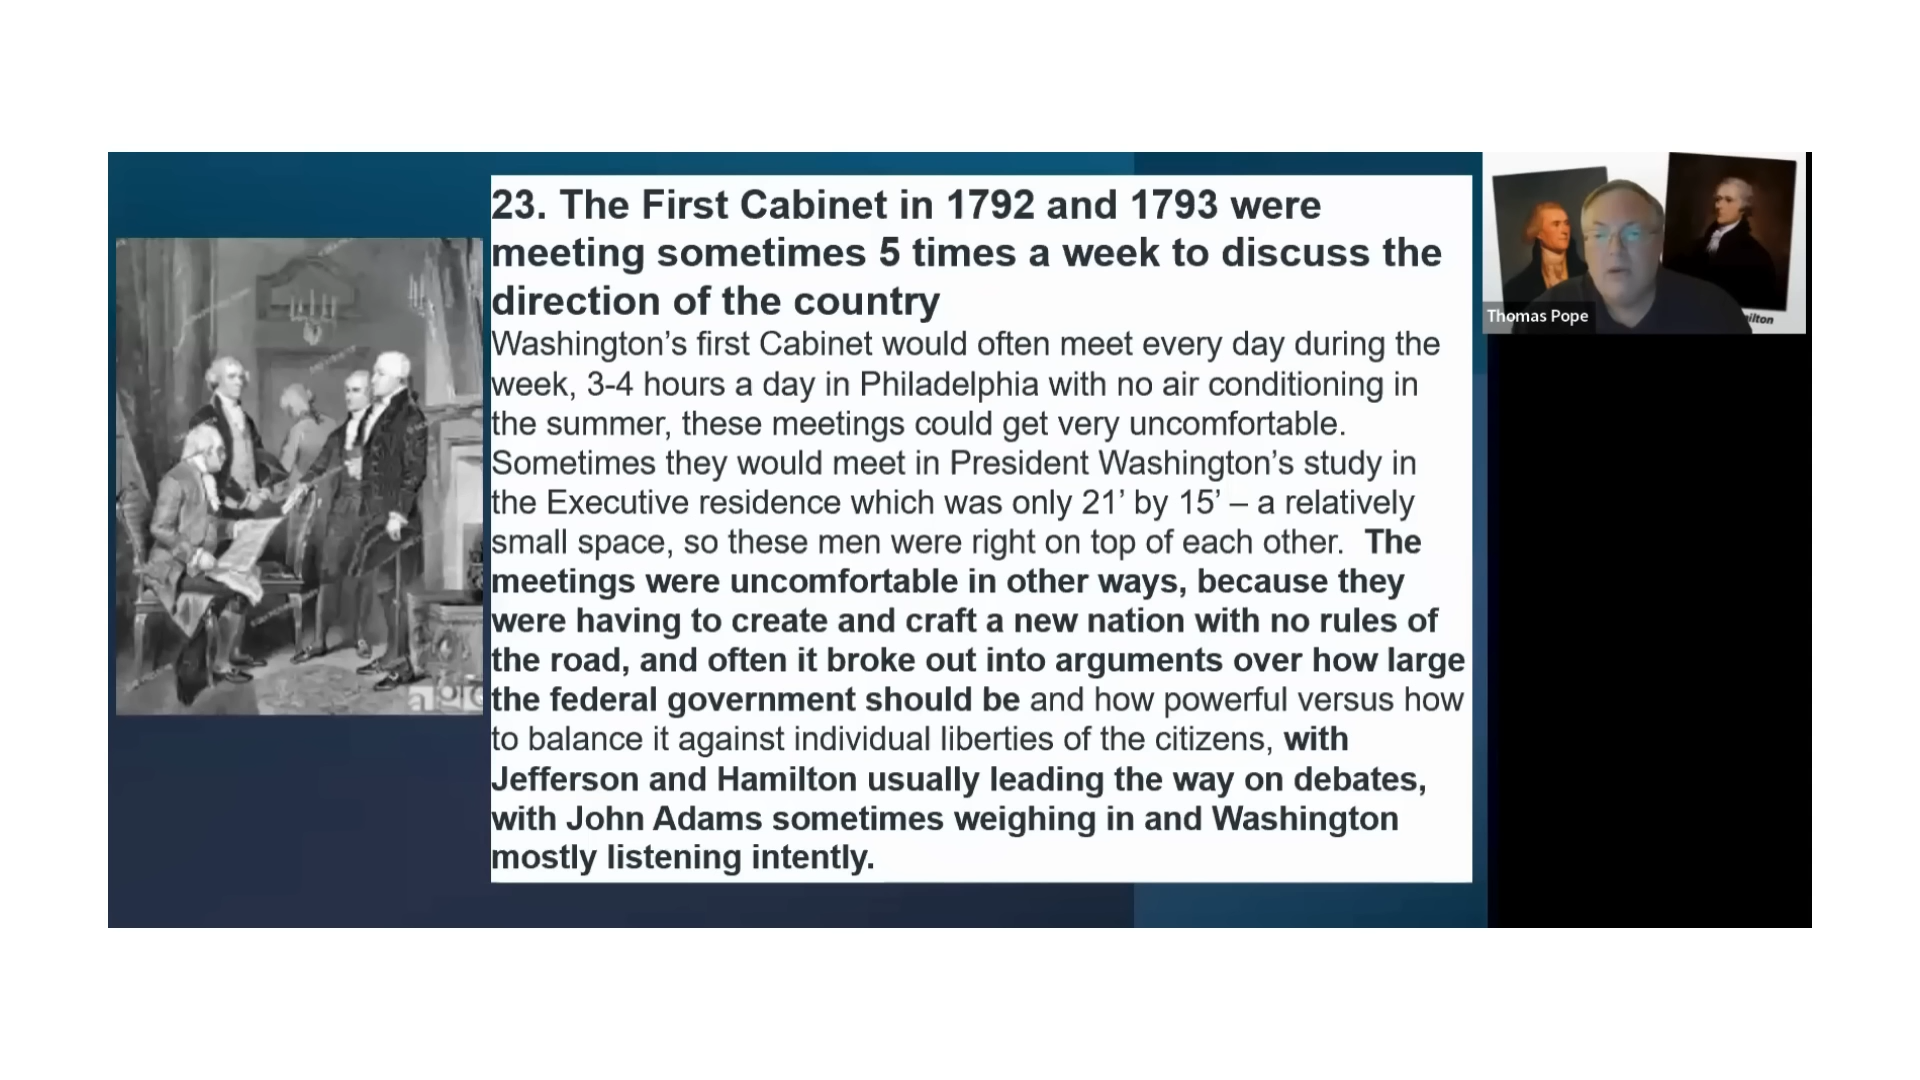 23. The First Cabinet in 1792 and 1793 were
meeting sometimes 5 times a week to discuss the
direction of the country
Washington’s first Cabinet would often meet every day during the
week, 3-4 hours a day in Philadelphia with no air conditioning in
the summer, these meetings could get very uncomfortable.
Sometimes they would meet in President Washington’s study in
the Executive residence which was only 21’ by 15’ – a relatively
small space, so these men were right on top of each other. The
meetings were uncomfortable in other ways, because they
were having to create and craft a new nation with no rules of
the road, and often it broke out into arguments over how large
the federal government should be and how powerful versus how
to balance it against individual liberties of the citizens, with
Jefferson and Hamilton usually leading the way on debates,
with John Adams sometimes weighing in and Washington
mostly listening intently.
Thomas Pope